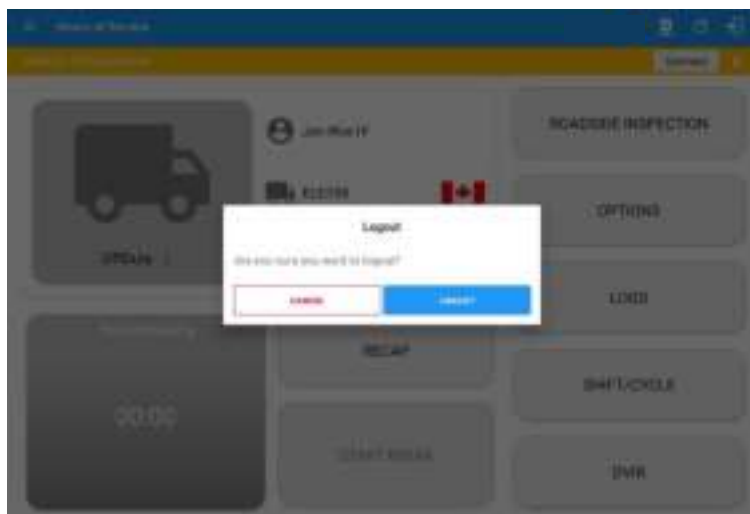 Hours of Service
ROADSIDE INSPECTION
OPTIONS
Logout
Are you sure you want to logout?
CANCEL
LOGOUT
LOGS
RECAP
SHIFT/CYCLE
00:00
START BREAK
DVIR